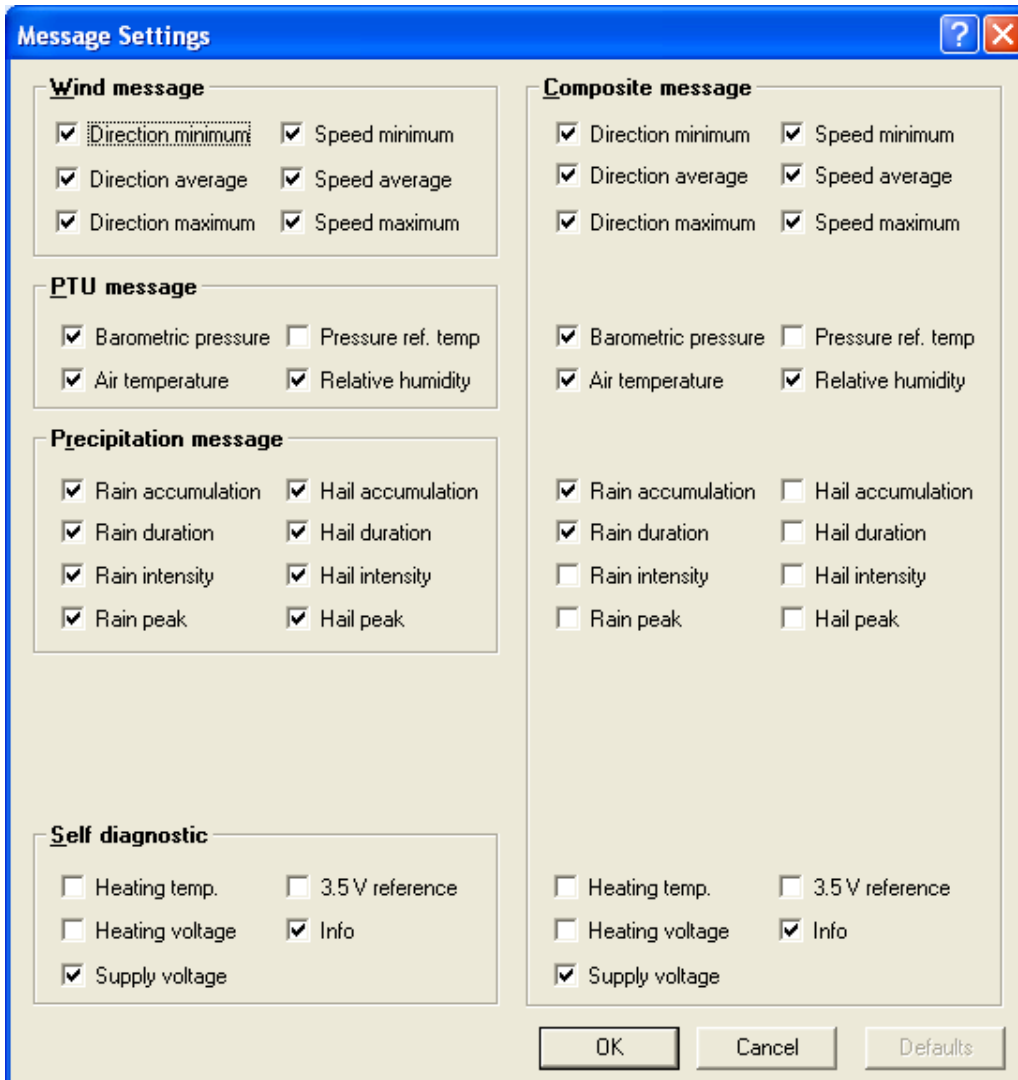 Message Settings
Wind message
Direction minimum Speed minimum
Direction average Speed average
Direction maximum Speed maximum
PTU message
Barometric pressure Pressure ref. temp
Air temperature Relative humidity
Precipitation message
Rain accumulation Hail accumulation
Rain duration Hail duration
Rain intensity Hail intensity
Rain peak Hail peak
Self diagnostic
Heating temp. 3.5 V reference
Heating voltage Info
Supply voltage
Composite message
Direction minimum Speed minimum
Direction average Speed average
Direction maximum Speed maximum
Barometric pressure Pressure ref. temp
Air temperature Relative humidity
Rain accumulation Hail accumulation
Rain duration Hail duration
Rain intensity Hail intensity
Rain peak Hail peak
Heating temp. 3.5 V reference
Heating voltage Info
Supply voltage
OK Cancel Defaults